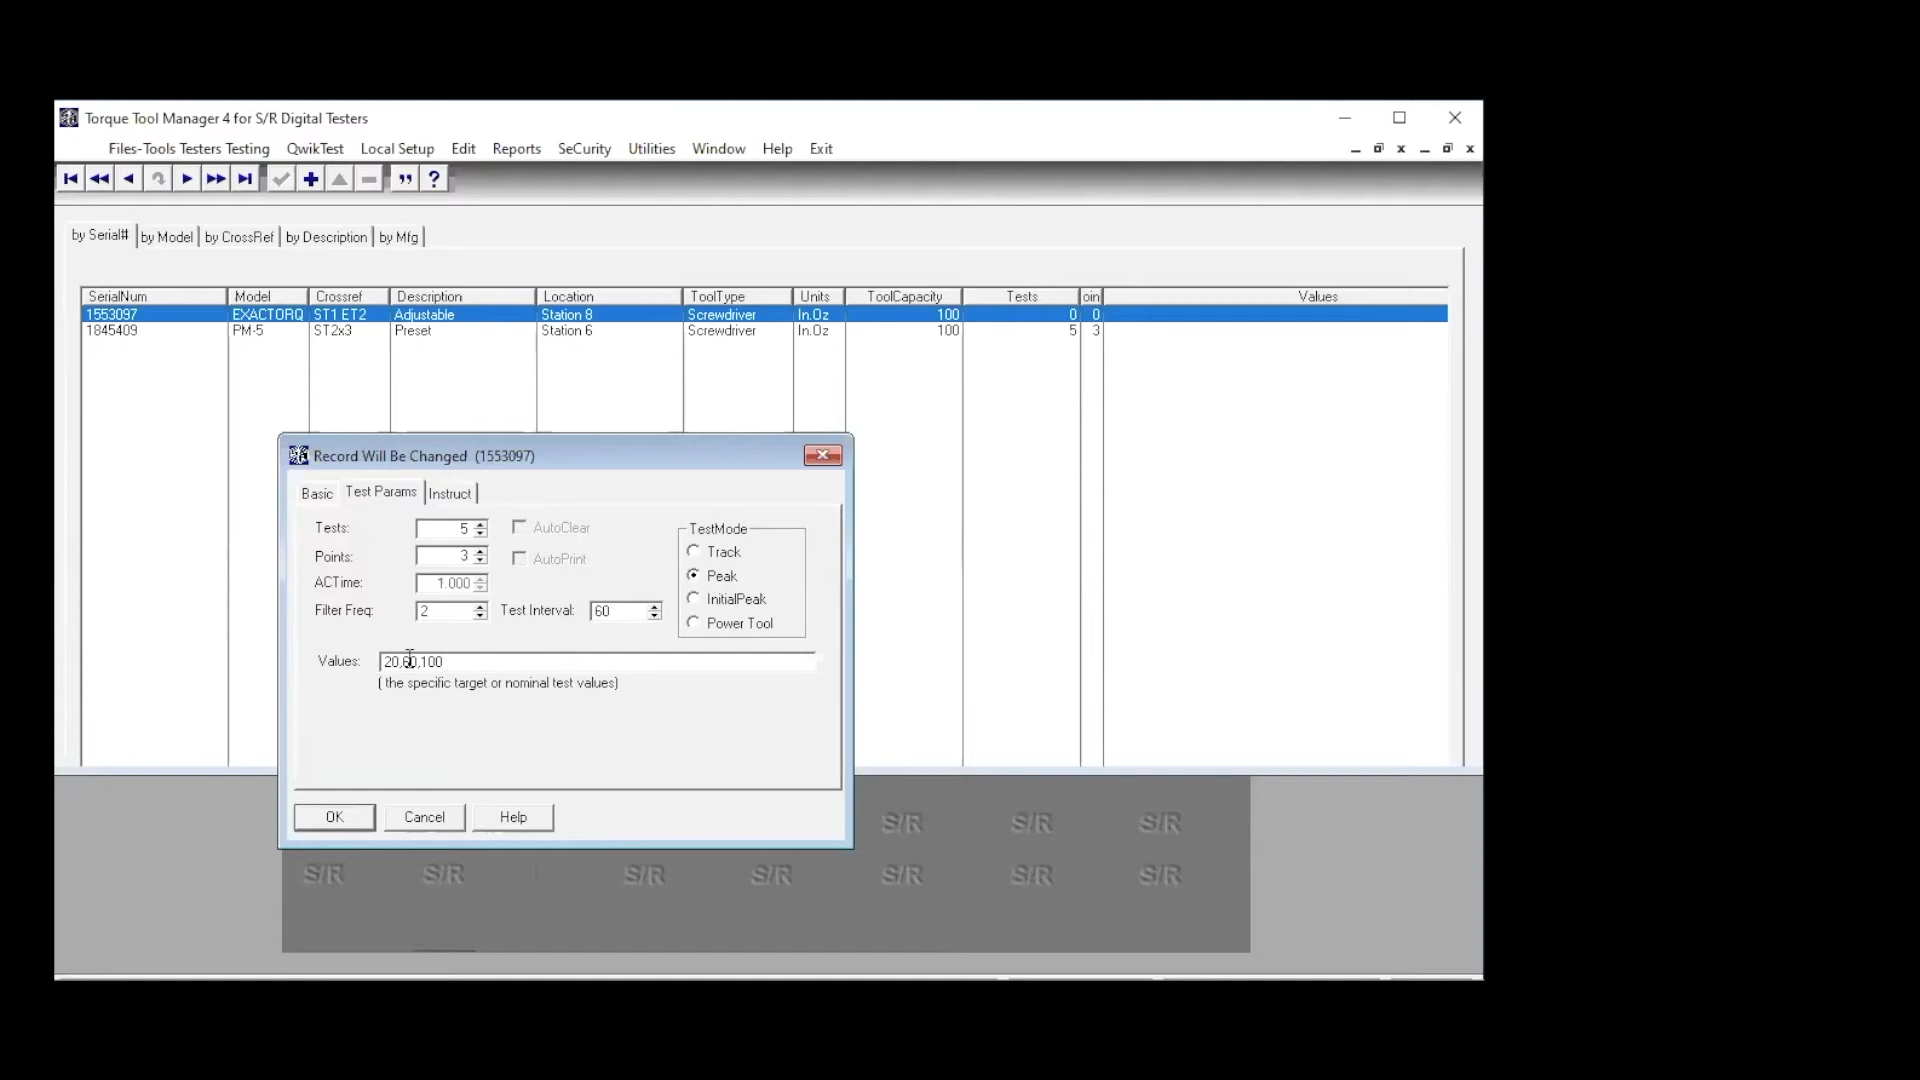 Torque Tool Manager 4 for S/R Digital Testers
Files-Tools Testers Testing QwikTest Local Setup Edit Reports SeCurity Utilities Window Help Exit
by Serial# by Model by CrossRef by Description by Mfg
SerialNum Model Crossref Description Location ToolType Units ToolCapacity Tests oin Values
1553097 EXACTORQ ST1 ET2 Adjustable Station 8 Screwdriver In.Oz 100 0 0
1845409 PM-5 ST2x3 Preset Station 6 Screwdriver In.Oz 100 5 3
Record Will Be Changed (1553097)
Basic Test Params Instruct
Tests: 5 AutoClear
Points: 3 AutoPrint
ACTime: 1.000
Filter Freq: 2 Test Interval: 60
TestMode
Track
Peak
InitialPeak
Power Tool
Values: 20,60,100
( the specific target or nominal test values)
OK Cancel Help
S/R S/R S/R
S/R S/R S/R S/R S/R S/R S/R